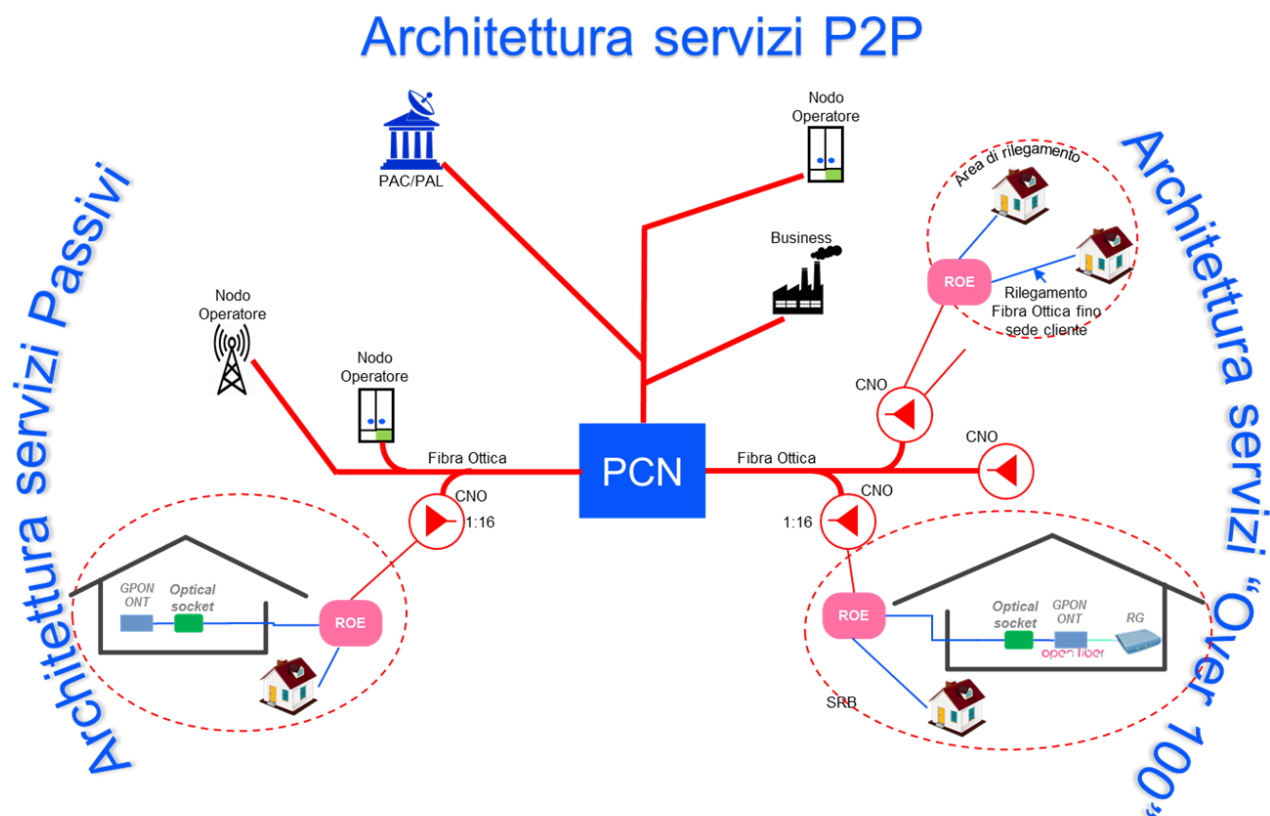 Architettura servizi P2P
Architettura servizi Passivi
Architettura servizi “Over 100”
PAC/PAL
Nodo
Operatore
Business
Area di rilegamento
ROE
Rilegamento
Fibra Ottica fino
sede cliente
Nodo
Operatore
Nodo
Operatore
CNO
CNO
Fibra Ottica
PCN
Fibra Ottica
CNO
1:16
CNO
1:16
GPON
ONT
Optical
socket
ROE
ROE
Optical
socket
GPON
ONT
RG
open fiber
SRB